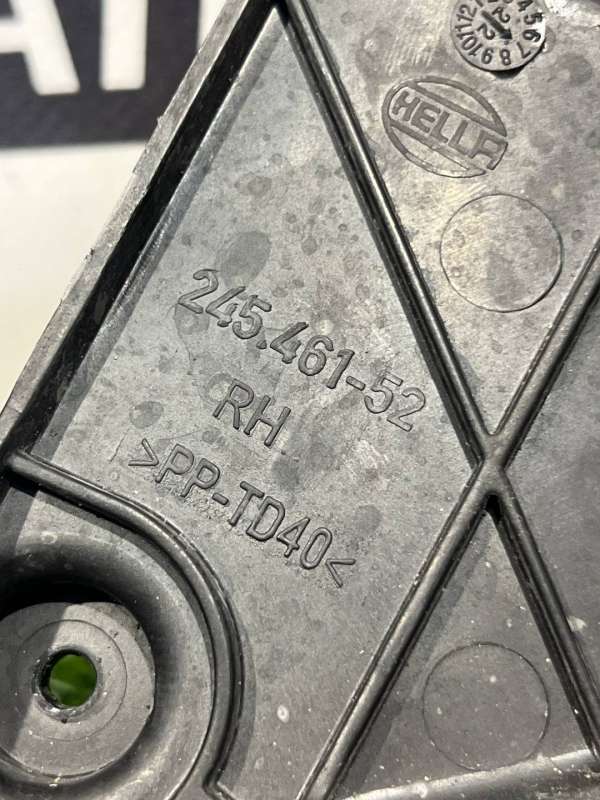 HELLA
245.461-52
RH
>PP-TD40<